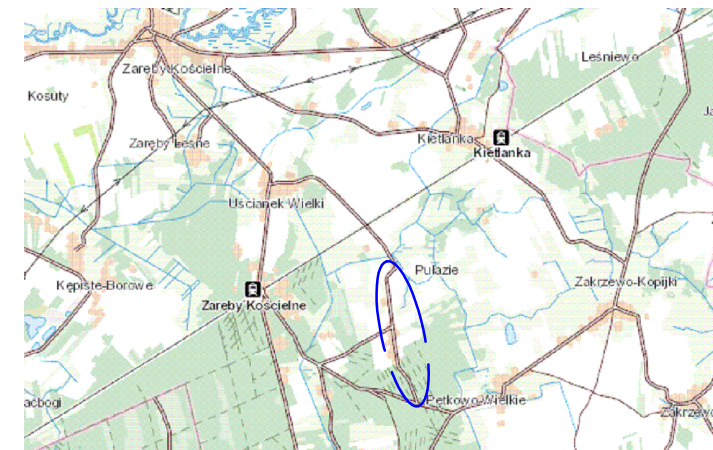 Leśniewo
Zaręby Kościelne
Kosuty
Kietlanka
Zaręby Leśne
Kietlanka
Uścianek Wielki
Pułazie
Kępiste-Borowe
Zakrzewo-Kopijki
Zaręby Kościelne
Pętkowo Wielkie
Zakrzewo